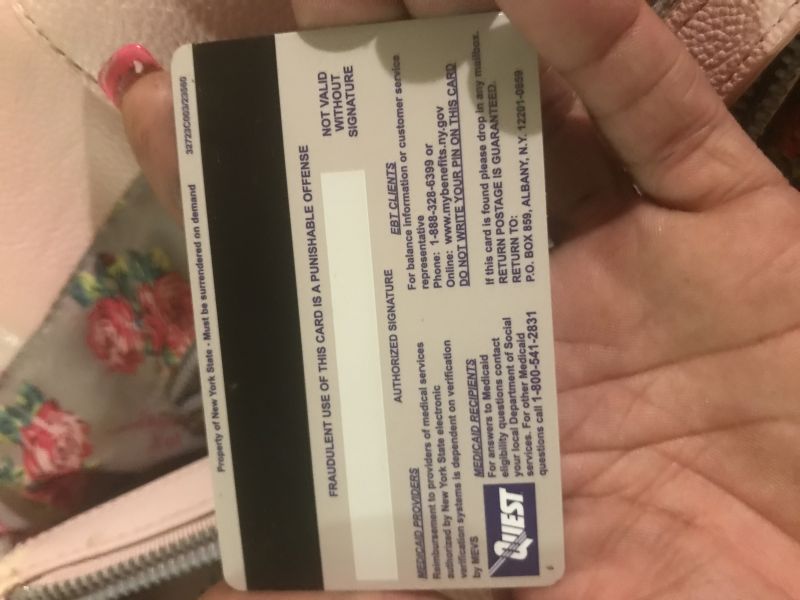 Property of New York State - Must be surrendered on demand
32723C003/23560
FRAUDULENT USE OF THIS CARD IS A PUNISHABLE OFFENSE
NOT VALID
WITHOUT
SIGNATURE
AUTHORIZED SIGNATURE
MEDICAID PROVIDERS
Reimbursement to providers of medical services
authorized by New York State electronic
verification systems is dependent on verification
by MEVS
MEDICAID RECIPIENTS
For answers to Medicaid
eligibility questions contact
your local Department of Social
services. For other Medicaid
questions call 1-800-541-2831
QUEST
EBT CLIENTS
For balance information or customer service
representative
Phone: 1-888-328-6399 or
Online: www.mybenefits.ny.gov
DO NOT WRITE YOUR PIN ON THIS CARD
If this card is found please drop in any mailbox.
RETURN POSTAGE IS GUARANTEED.
RETURN TO:
P.O. BOX 859, ALBANY, N.Y. 12201-0859